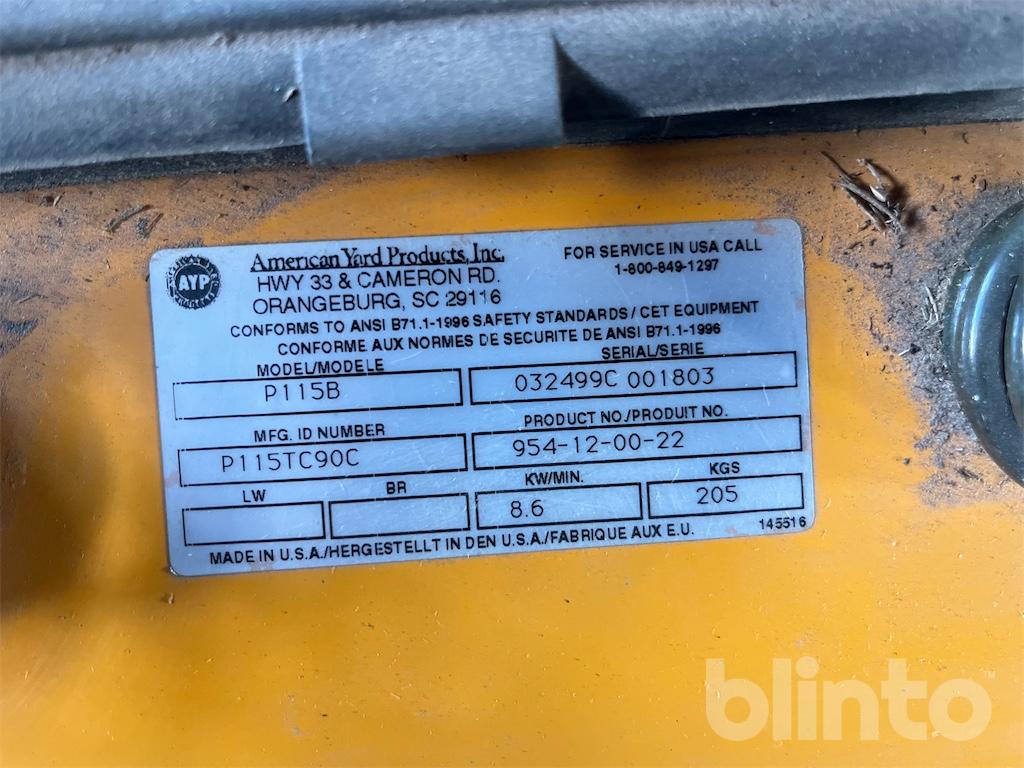 AYP
American Yard Products, Inc.
HWY 33 & CAMERON RD.
ORANGEBURG, SC 29116
FOR SERVICE IN USA CALL
1-800-849-1297
CONFORMS TO ANSI B71.1-1996 SAFETY STANDARDS / CET EQUIPMENT
CONFORME AUX NORMES DE SECURITE DE ANSI B71.1-1996
MODEL/MODELE
P115B
SERIAL/SERIE
032499C 001803
MFG. ID NUMBER
P115TC90C
PRODUCT NO./PRODUIT NO.
954-12-00-22
LW
BR
KW/MIN.
8.6
KGS
205
MADE IN U.S.A./HERGESTELLT IN DEN U.S.A./FABRIQUE AUX E.U.
145516
blinto™